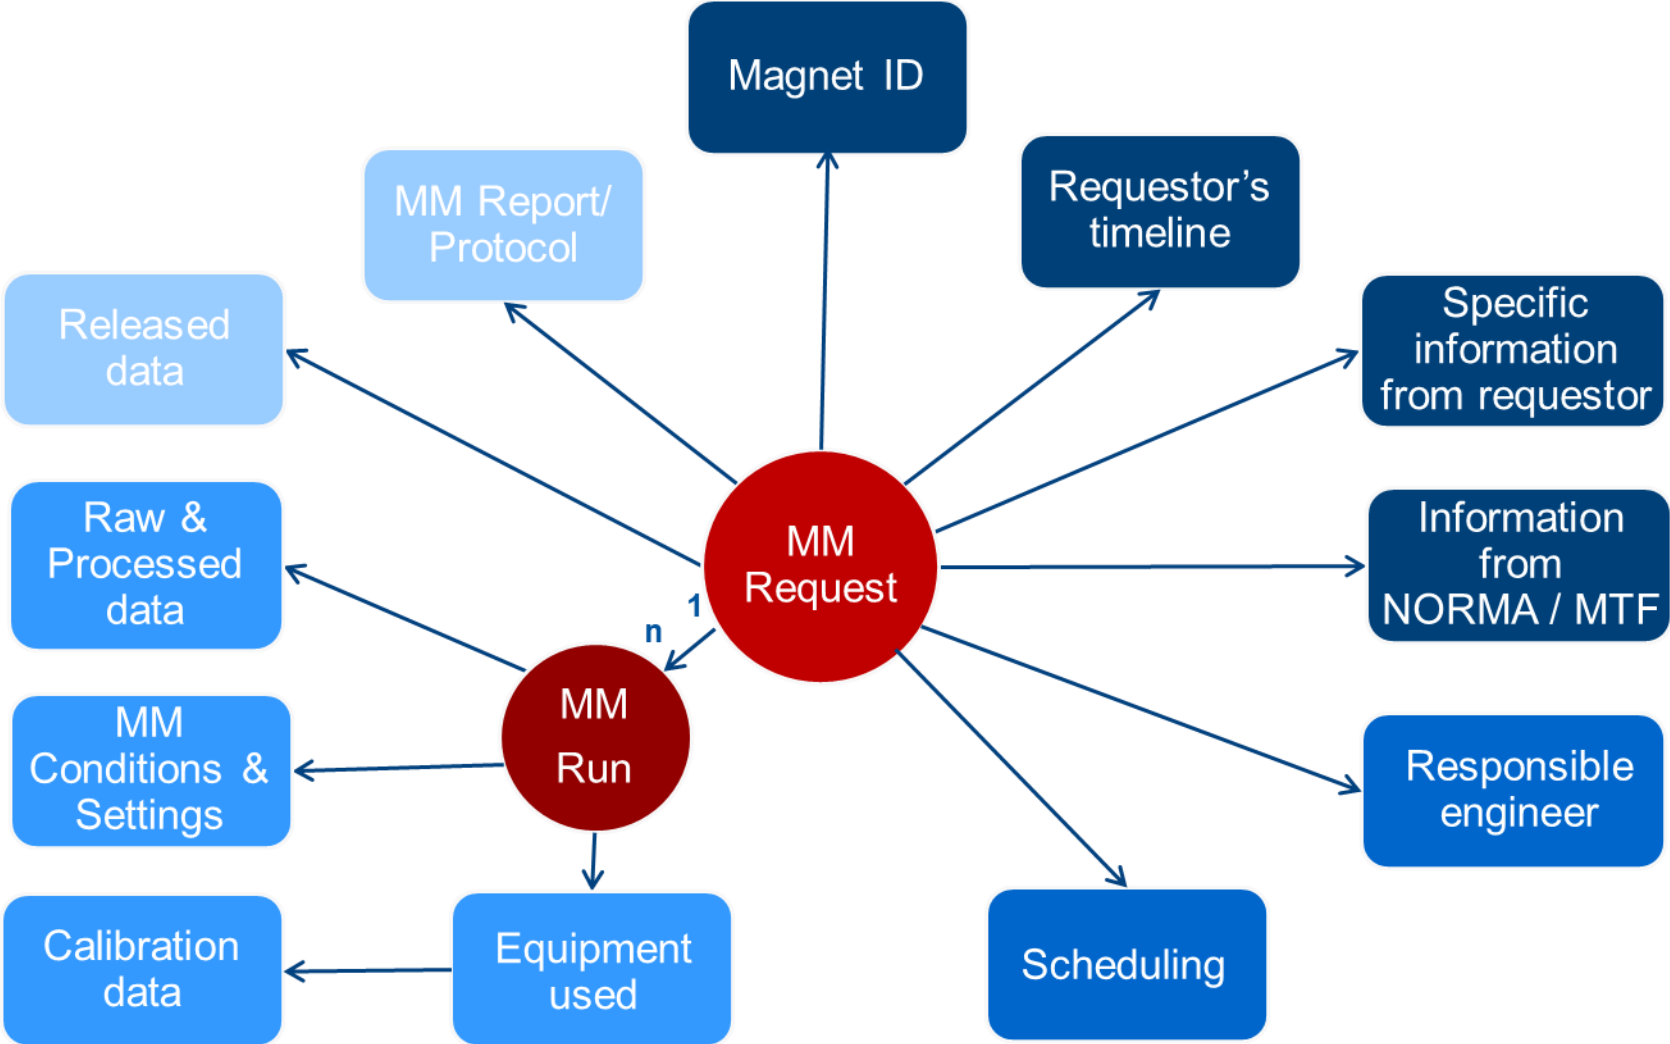 Magnet ID
MM Report/
Protocol
Requestor’s
timeline
Released
data
Specific
information
from requestor
Raw &
Processed
data
MM
Request
Information
from
NORMA / MTF
1
n
MM
Run
MM
Conditions &
Settings
Responsible
engineer
Calibration
data
Equipment
used
Scheduling